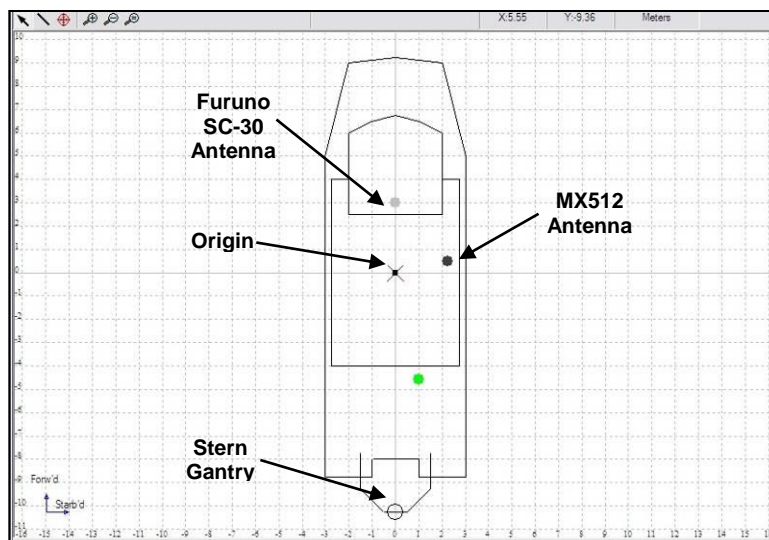 X:5.55 Y:-9.36 Meters
10
9
8
7
6
5
4
3
2
1
0
-1
-2
-3
-4
-5
-6
-7
-8
-9
-10
-11
Furuno
SC-30
Antenna
MX512
Antenna
Origin
Stern
Gantry
Forw'd
Starb'd
-16 -15 -14 -13 -12 -11 -10 -9 -8 -7 -6 -5 -4 -3 -2 -1 0 1 2 3 4 5 6 7 8 9 10 11 12 13 14 15